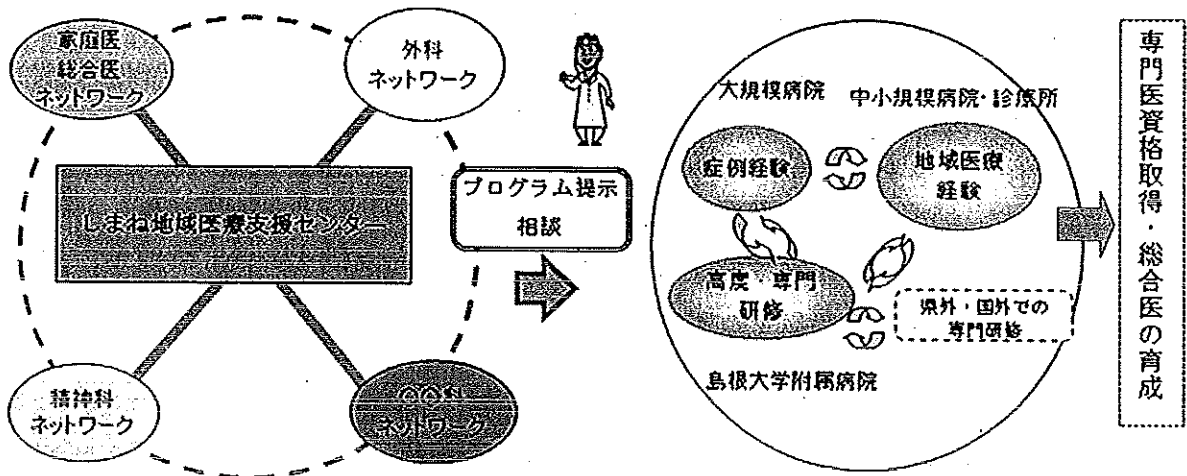 家庭医
総合医
ネットワーク
外科
ネットワーク
しまね地域医療支援センター
精神科
ネットワーク
○○科
ネットワーク
プログラム提示
相談
大規模病院
中小規模病院・診療所
症例経験
地域医療
経験
高度・専門
研修
県外・国外での
専門研修
島根大学附属病院
専門医資格取得・総合医の育成